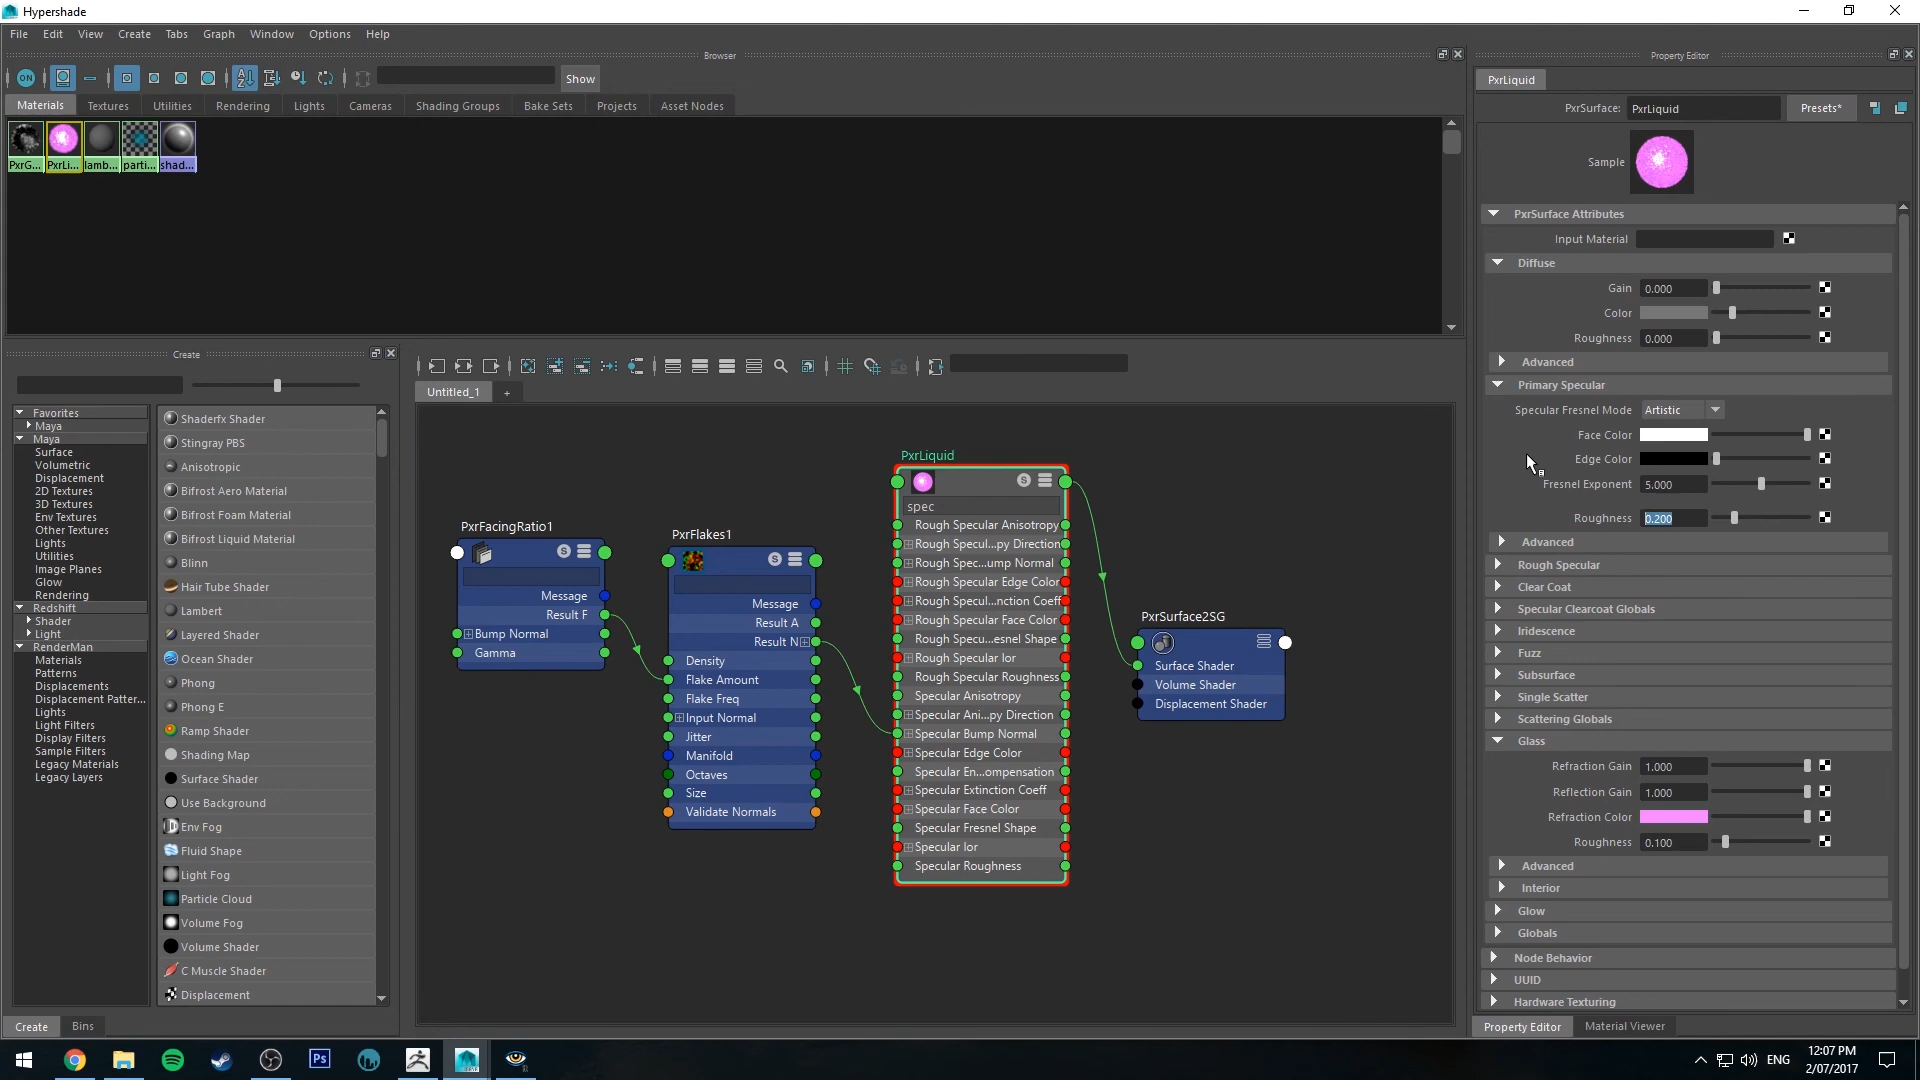 Hypershade
File Edit View Create Tabs Graph Window Options Help
Browser
ON
Show
Materials Textures Utilities Rendering Lights Cameras Shading Groups Bake Sets Projects Asset Nodes
PxrG... PxrLi... lamb... parti... shad...
Create
Favorites
Maya
Maya
Surface
Volumetric
Displacement
2D Textures
3D Textures
Env Textures
Other Textures
Lights
Utilities
Image Planes
Glow
Rendering
Redshift
Shader
Light
RenderMan
Materials
Patterns
Displacements
Displacement Patter...
Lights
Light Filters
Display Filters
Sample Filters
Legacy Materials
Legacy Layers
Shaderfx Shader
Stingray PBS
Anisotropic
Bifrost Aero Material
Bifrost Foam Material
Bifrost Liquid Material
Blinn
Hair Tube Shader
Lambert
Layered Shader
Ocean Shader
Phong
Phong E
Ramp Shader
Shading Map
Surface Shader
Use Background
Env Fog
Fluid Shape
Light Fog
Particle Cloud
Volume Fog
Volume Shader
C Muscle Shader
Displacement
Create Bins
Untitled_1 +
PxrFacingRatio1
S
Message
Result F
Bump Normal
Gamma
PxrFlakes1
S
Message
Result A
Result N
Density
Flake Amount
Flake Freq
Input Normal
Jitter
Manifold
Octaves
Size
Validate Normals
PxrLiquid
S
spec
Rough Specular Anisotropy
Rough Specul...py Direction
Rough Spec...ump Normal
Rough Specular Edge Color
Rough Specul...nction Coeff
Rough Specular Face Color
Rough Specu...esnel Shape
Rough Specular Ior
Rough Specular Roughness
Specular Anisotropy
Specular Ani...py Direction
Specular Bump Normal
Specular Edge Color
Specular En...ompensation
Specular Extinction Coeff
Specular Face Color
Specular Fresnel Shape
Specular Ior
Specular Roughness
PxrSurface2SG
Surface Shader
Volume Shader
Displacement Shader
Property Editor
PxrLiquid
PxrSurface: PxrLiquid Presets*
Sample
PxrSurface Attributes
Input Material
Diffuse
Gain 0.000
Color
Roughness 0.000
Advanced
Primary Specular
Specular Fresnel Mode Artistic
Face Color
Edge Color
Fresnel Exponent 5.000
Roughness 0.200
Advanced
Rough Specular
Clear Coat
Specular Clearcoat Globals
Iridescence
Fuzz
Subsurface
Single Scatter
Scattering Globals
Glass
Refraction Gain 1.000
Reflection Gain 1.000
Refraction Color
Roughness 0.100
Advanced
Interior
Glow
Globals
Node Behavior
UUID
Hardware Texturing
Property Editor Material Viewer
Ps
ENG
12:07 PM
2/07/2017